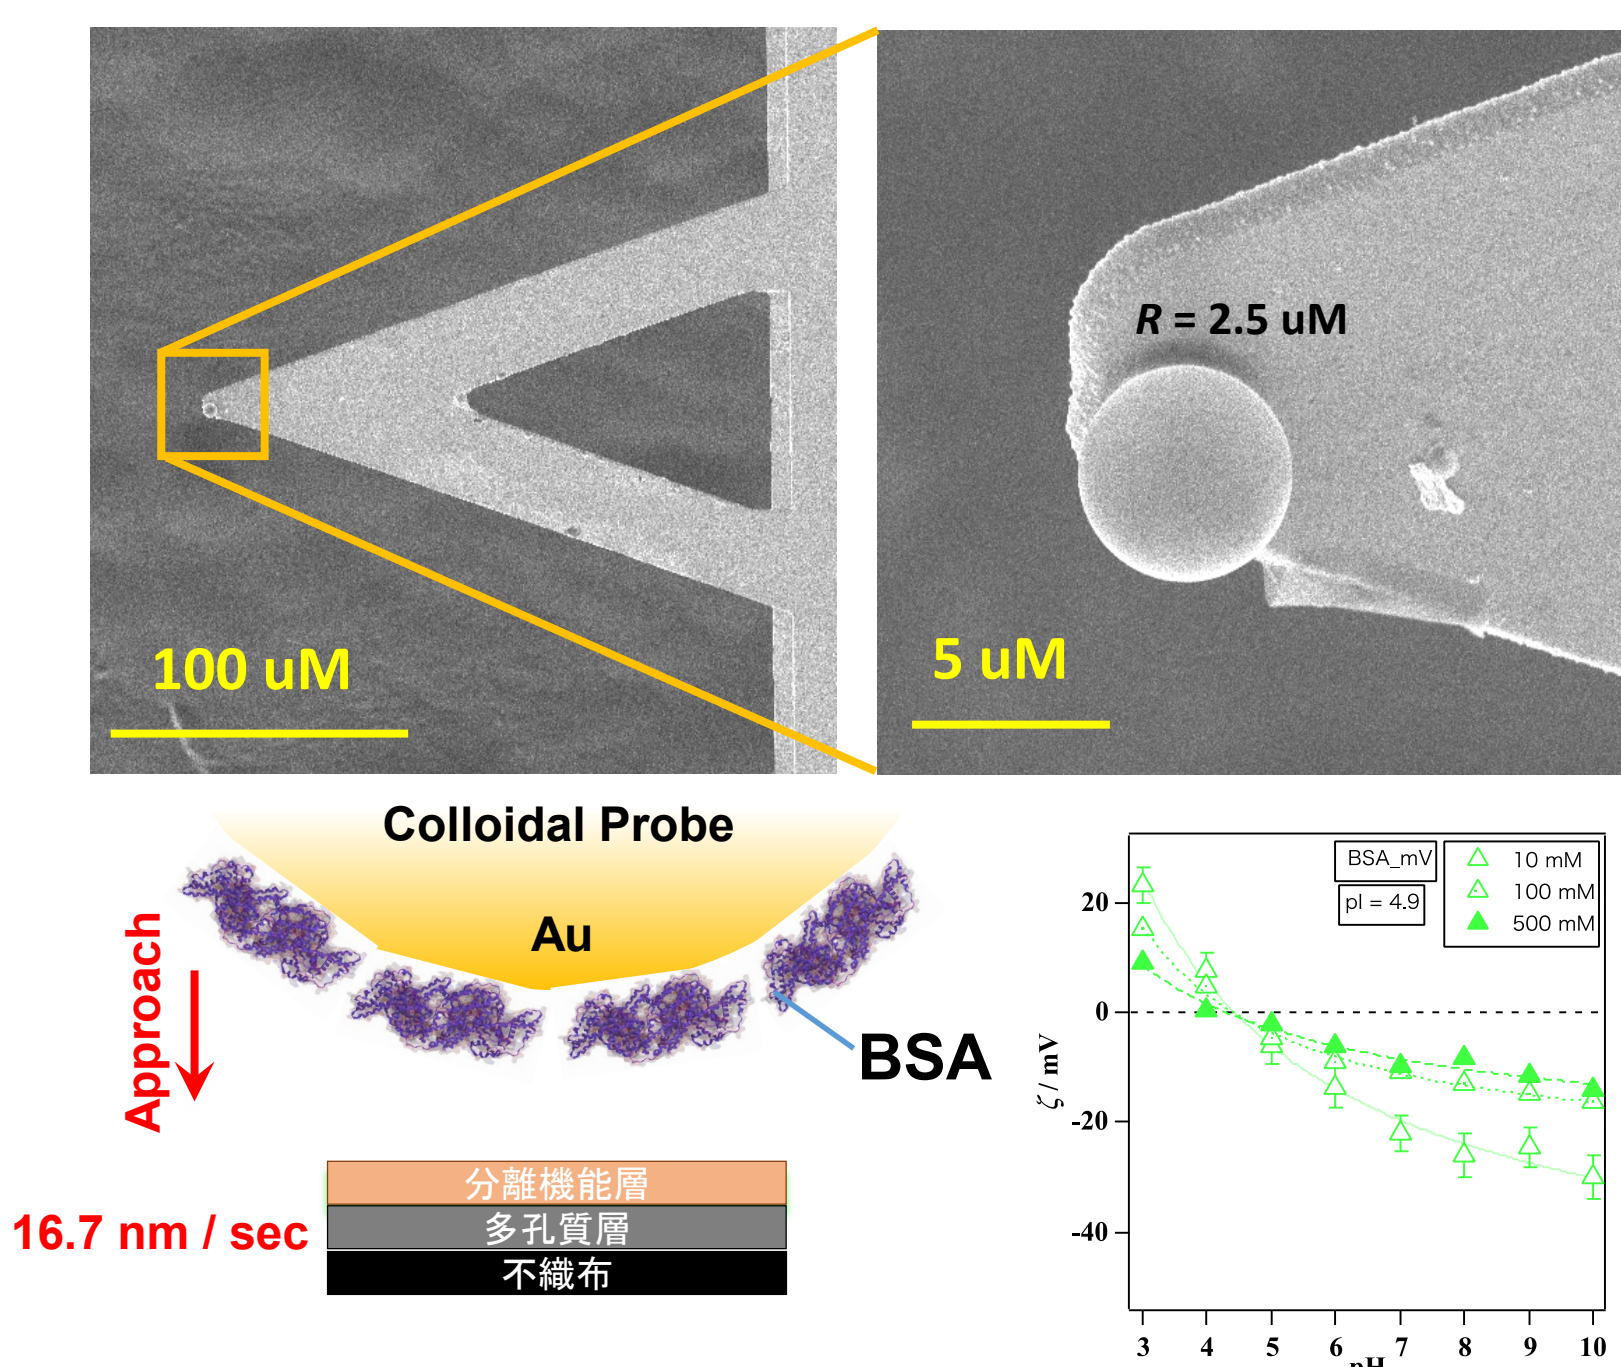 100 uM
R = 2.5 uM
5 uM
Colloidal Probe
Au
Approach
BSA
16.7 nm / sec
分離機能層
多孔質層
不織布
BSA_mV
pI = 4.9
10 mM
100 mM
500 mM
ζ / mV
20
0
-20
-40
3 4 5 6 7 8 9 10
pH